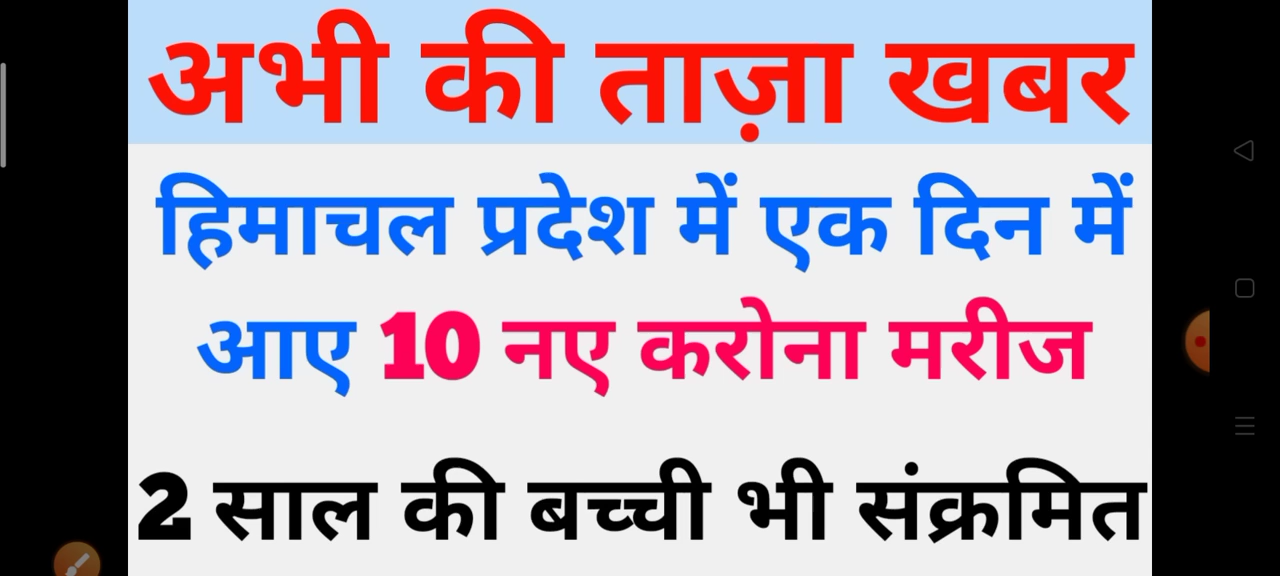 अभी की ताज़ा खबर
हिमाचल प्रदेश में एक दिन में
आए 10 नए करोना मरीज
2 साल की बच्ची भी संक्रमित